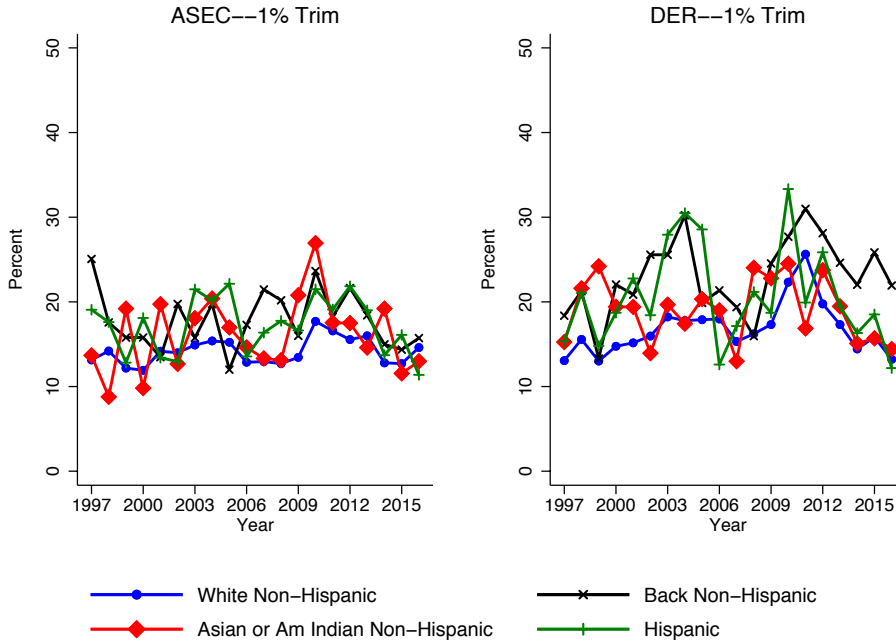 ASEC--1% Trim
50
40
30
20
10
0
Percent
1997 2000 2003 2006 2009 2012 2015
Year
DER--1% Trim
50
40
30
20
10
0
Percent
1997 2000 2003 2006 2009 2012 2015
Year
White Non-Hispanic
Back Non-Hispanic
Asian or Am Indian Non-Hispanic
Hispanic